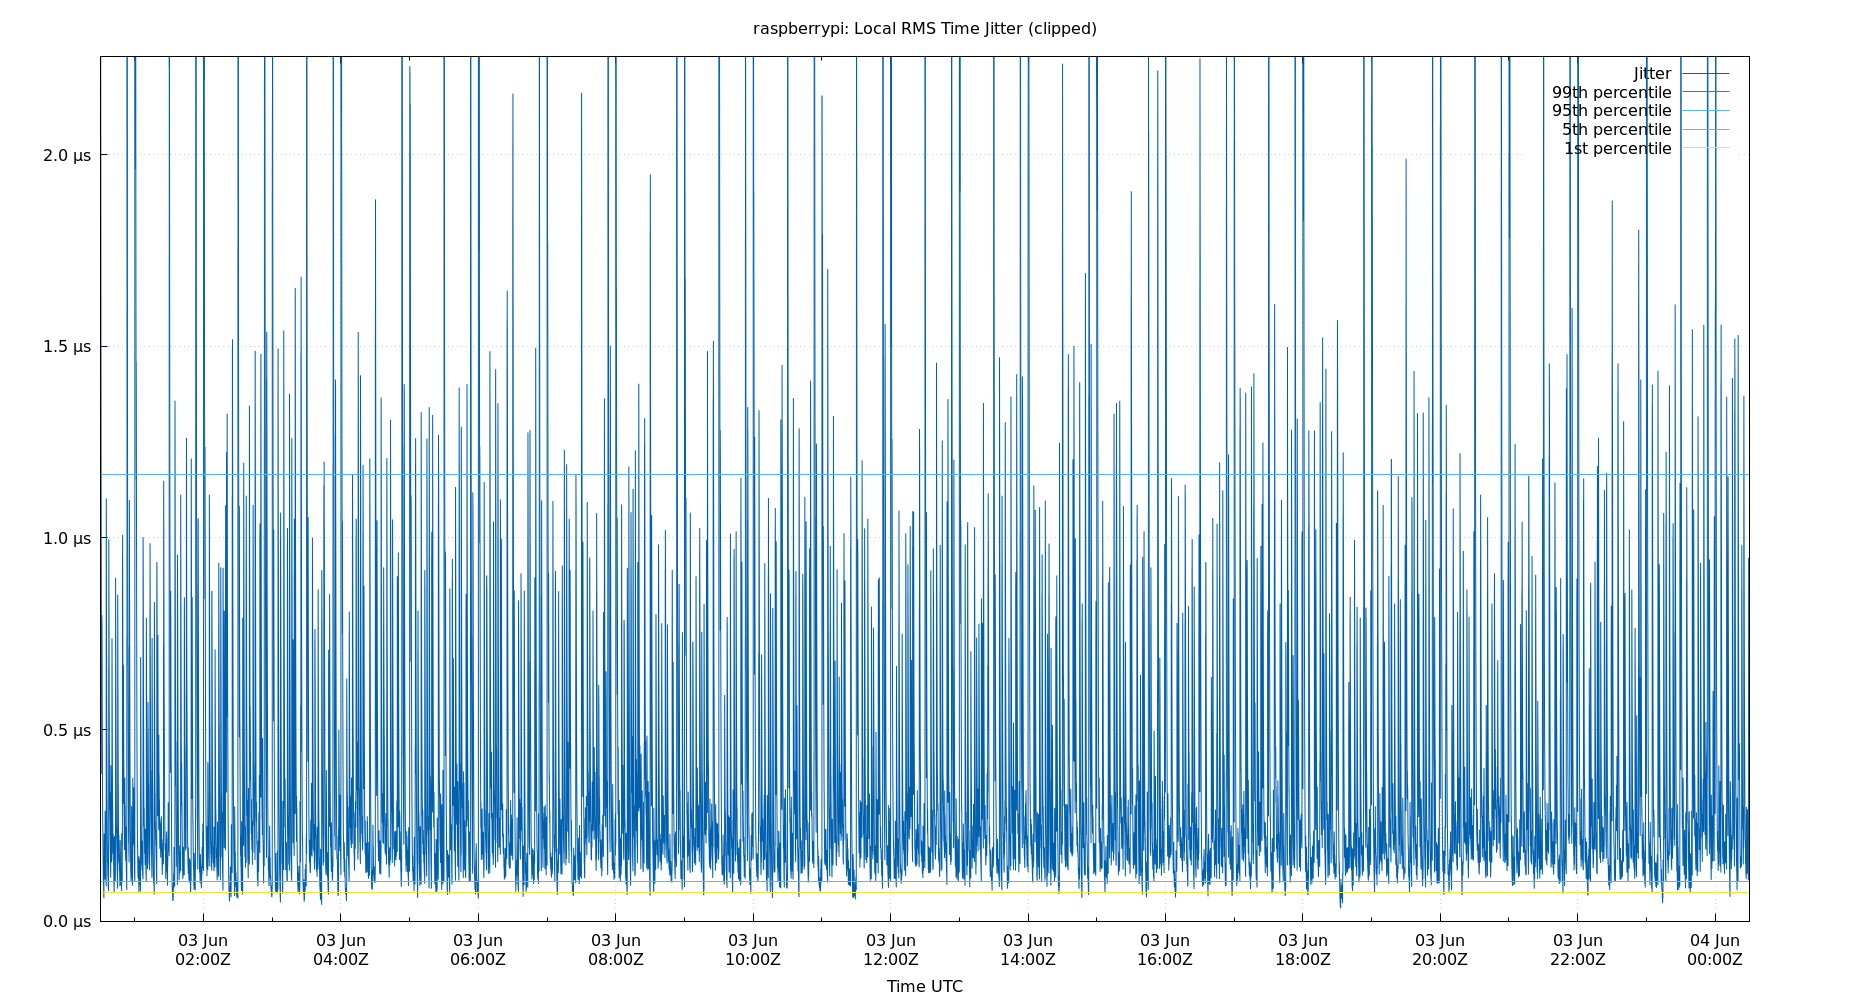 raspberrypi: Local RMS Time Jitter (clipped)
Jitter
99th percentile
95th percentile
5th percentile
1st percentile
2.0 µs
1.5 µs
1.0 µs
0.5 µs
0.0 µs
03 Jun 03 Jun 03 Jun 03 Jun 03 Jun 03 Jun 03 Jun 03 Jun 03 Jun 03 Jun 03 Jun 04 Jun
02:00Z 04:00Z 06:00Z 08:00Z 10:00Z 12:00Z 14:00Z 16:00Z 18:00Z 20:00Z 22:00Z 00:00Z
Time UTC